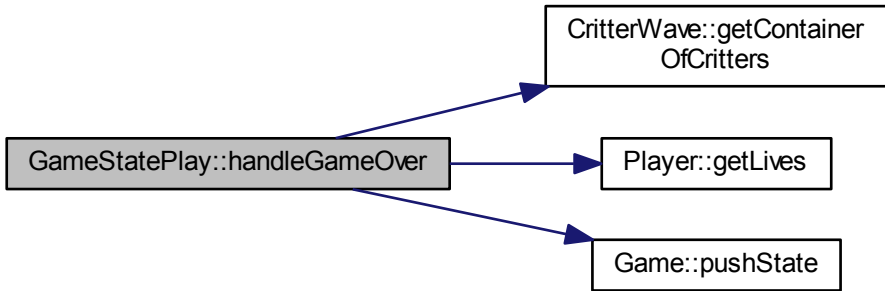 CritterWave::getContainer
OfCritters
GameStatePlay::handleGameOver
Player::getLives
Game::pushState